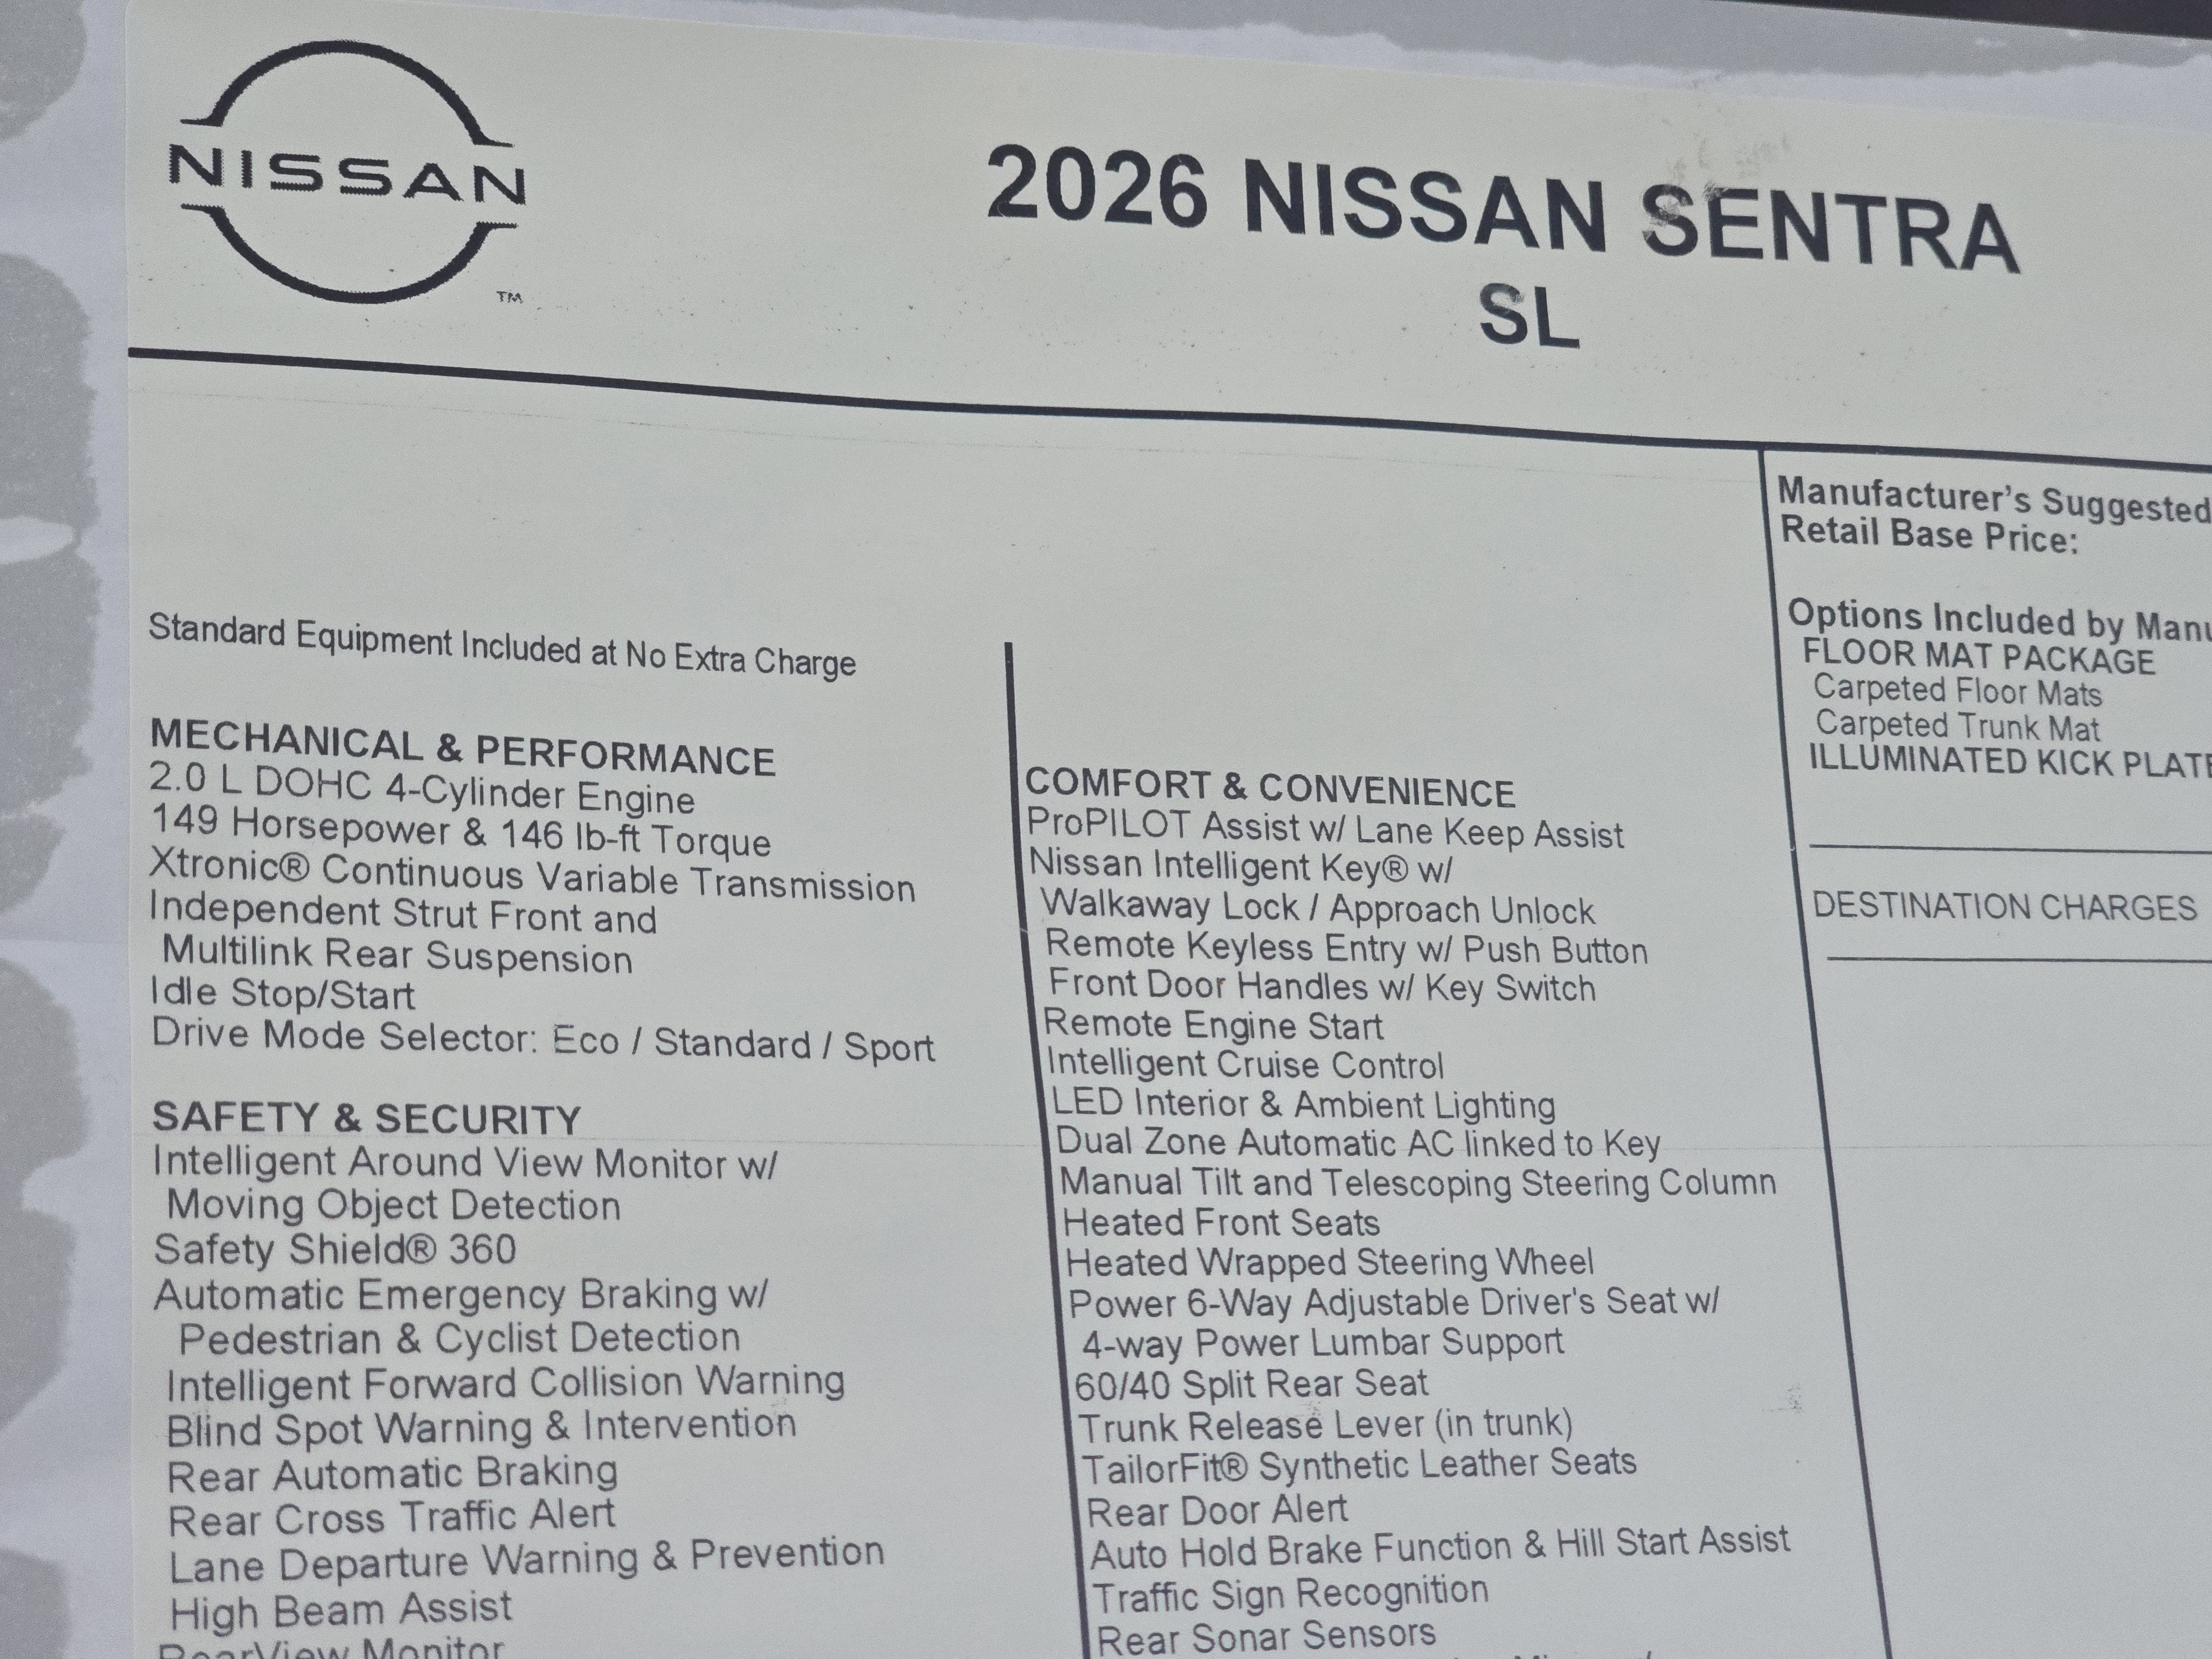 NISSAN
TM
2026 NISSAN SENTRA
SL
Standard Equipment Included at No Extra Charge
MECHANICAL & PERFORMANCE
2.0 L DOHC 4-Cylinder Engine
149 Horsepower & 146 lb-ft Torque
Xtronic® Continuous Variable Transmission
Independent Strut Front and
Multilink Rear Suspension
Idle Stop/Start
Drive Mode Selector: Eco / Standard / Sport
SAFETY & SECURITY
Intelligent Around View Monitor w/
Moving Object Detection
Safety Shield® 360
Automatic Emergency Braking w/
Pedestrian & Cyclist Detection
Intelligent Forward Collision Warning
Blind Spot Warning & Intervention
Rear Automatic Braking
Rear Cross Traffic Alert
Lane Departure Warning & Prevention
High Beam Assist
RearView Monitor
COMFORT & CONVENIENCE
ProPILOT Assist w/ Lane Keep Assist
Nissan Intelligent Key® w/
Walkaway Lock / Approach Unlock
Remote Keyless Entry w/ Push Button
Front Door Handles w/ Key Switch
Remote Engine Start
Intelligent Cruise Control
LED Interior & Ambient Lighting
Dual Zone Automatic AC linked to Key
Manual Tilt and Telescoping Steering Column
Heated Front Seats
Heated Wrapped Steering Wheel
Power 6-Way Adjustable Driver's Seat w/
4-way Power Lumbar Support
60/40 Split Rear Seat
Trunk Release Lever (in trunk)
TailorFit® Synthetic Leather Seats
Rear Door Alert
Auto Hold Brake Function & Hill Start Assist
Traffic Sign Recognition
Rear Sonar Sensors
Manufacturer's Suggested
Retail Base Price:
Options Included by Manu
FLOOR MAT PACKAGE
Carpeted Floor Mats
Carpeted Trunk Mat
ILLUMINATED KICK PLATE
DESTINATION CHARGES